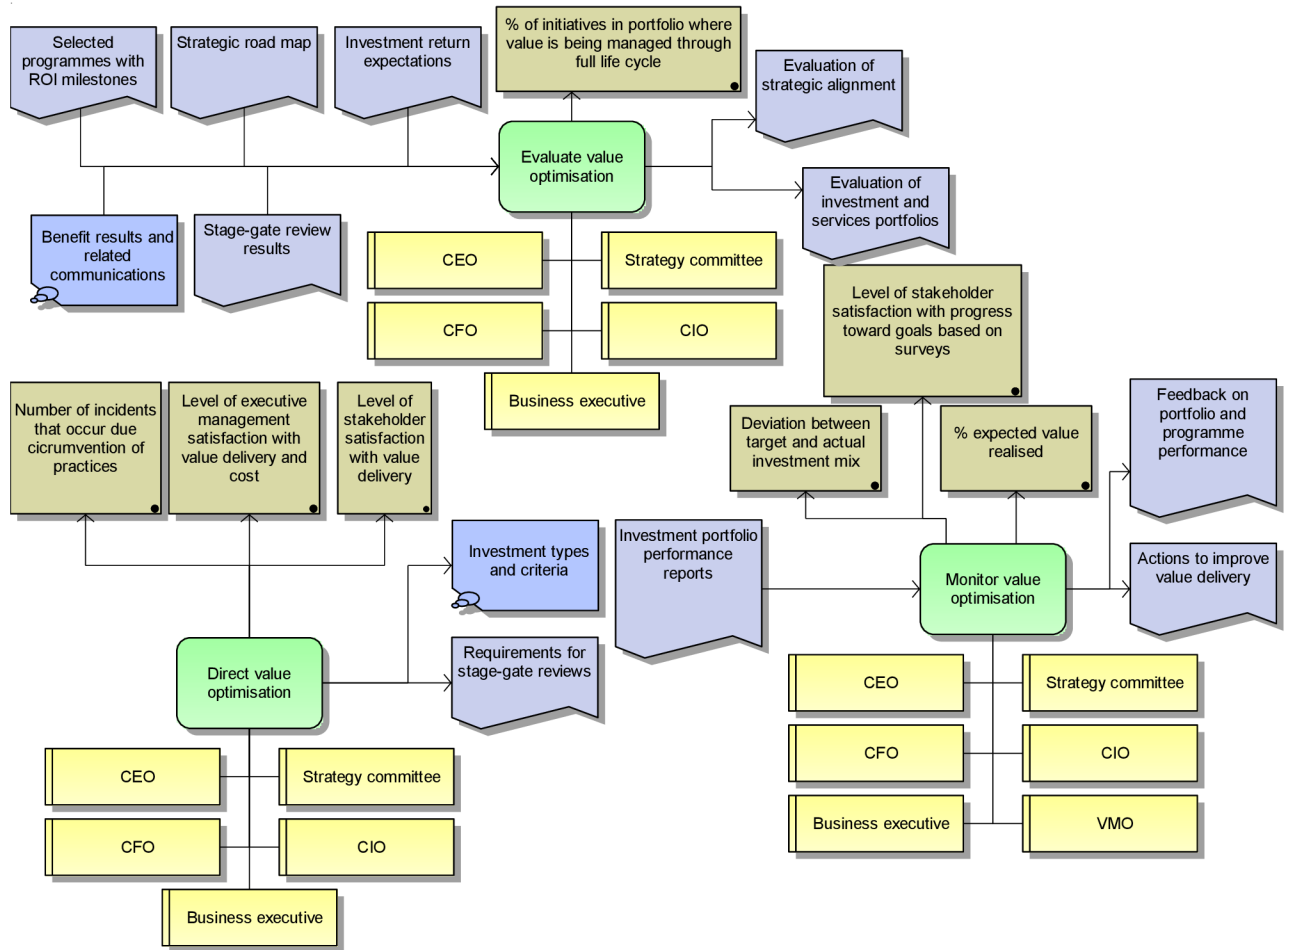 Selected
programmes with
ROI milestones
Strategic road map
Investment return
expectations
% of initiatives in portfolio where
value is being managed through
full life cycle
Evaluation of
strategic alignment
Evaluate value
optimisation
Evaluation of
investment and
services portfolios
Benefit results and
related
communications
Stage-gate review
results
CEO
Strategy committee
CFO
CIO
Business executive
Level of stakeholder
satisfaction with progress
toward goals based on
surveys
Number of incidents
that occur due
cicrumvention of
practices
Level of executive
management
satisfaction with
value delivery and
cost
Level of
stakeholder
satisfaction
with value
delivery
Deviation between
target and actual
investment mix
% expected value
realised
Feedback on
portfolio and
programme
performance
Investment types
and criteria
Investment portfolio
performance
reports
Monitor value
optimisation
Actions to improve
value delivery
Direct value
optimisation
Requirements for
stage-gate reviews
CEO
Strategy committee
CFO
CIO
Business executive
VMO
CEO
Strategy committee
CFO
CIO
Business executive